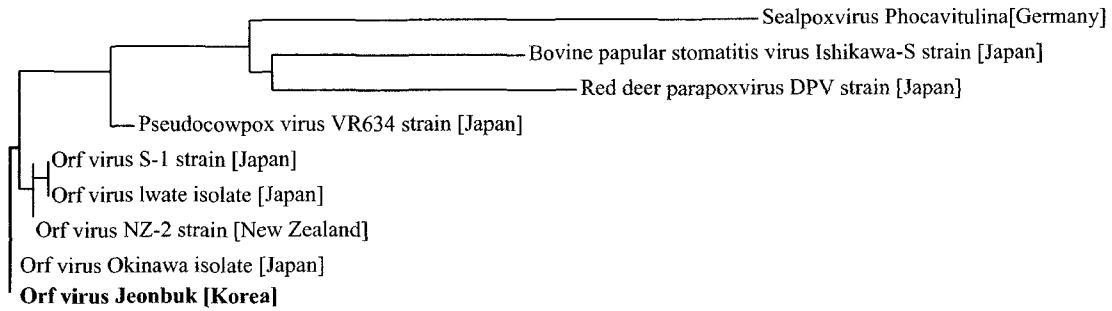 Sealpoxvirus Phocavitulina[Germany]
Bovine papular stomatitis virus Ishikawa-S strain [Japan]
Red deer parapoxvirus DPV strain [Japan]
Pseudocowpox virus VR634 strain [Japan]
Orf virus S-1 strain [Japan]
Orf virus lwate isolate [Japan]
Orf virus NZ-2 strain [New Zealand]
Orf virus Okinawa isolate [Japan]
Orf virus Jeonbuk [Korea]